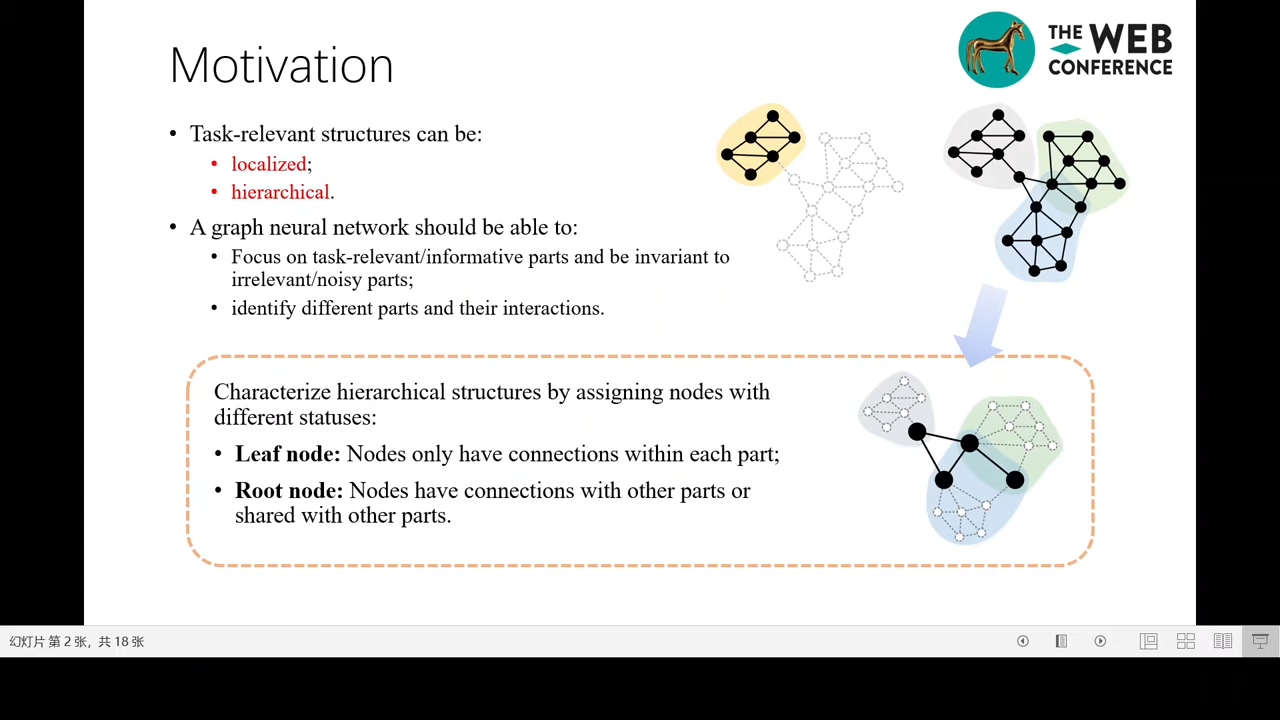 Motivation
THE WEB
CONFERENCE
• Task-relevant structures can be:
• localized;
• hierarchical.
• A graph neural network should be able to:
• Focus on task-relevant/informative parts and be invariant to
irrelevant/noisy parts;
• identify different parts and their interactions.
Characterize hierarchical structures by assigning nodes with
different statuses:
• Leaf node: Nodes only have connections within each part;
• Root node: Nodes have connections with other parts or
shared with other parts.
幻灯片 第 2 张，共 18 张